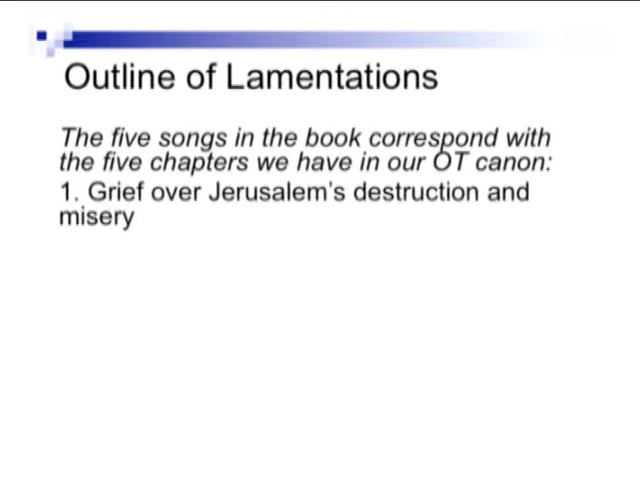 Outline of Lamentations
The five songs in the book correspond with
the five chapters we have in our OT canon:
1. Grief over Jerusalem's destruction and
misery